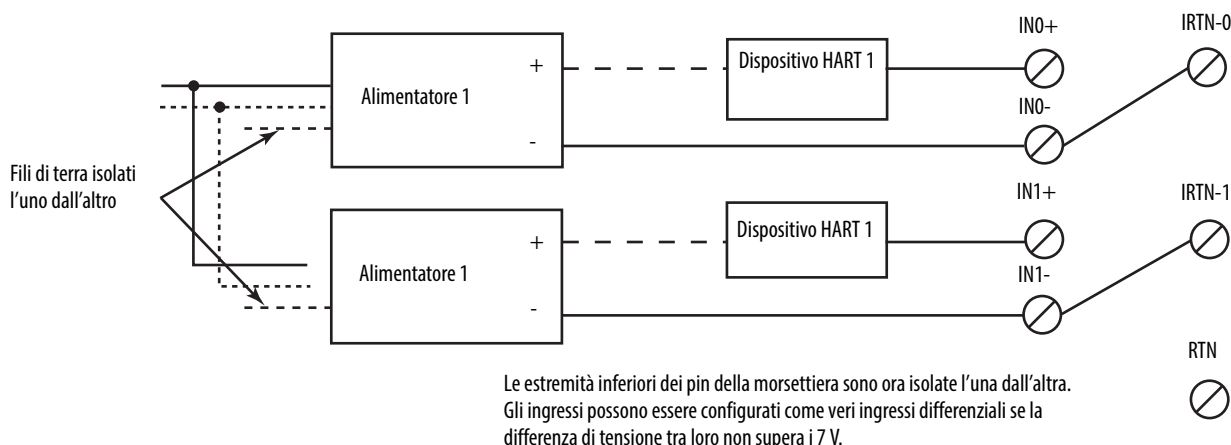 IN0+
IRTN-0
Alimentatore 1
+
-
Dispositivo HART 1
IN0-
Fili di terra isolati
l'uno dall'altro
IN1+
IRTN-1
Alimentatore 1
+
-
Dispositivo HART 1
IN1-
RTN
Le estremità inferiori dei pin della morsettiera sono ora isolate l'una dall'altra.
Gli ingressi possono essere configurati come veri ingressi differenziali se la
differenza di tensione tra loro non supera i 7 V.